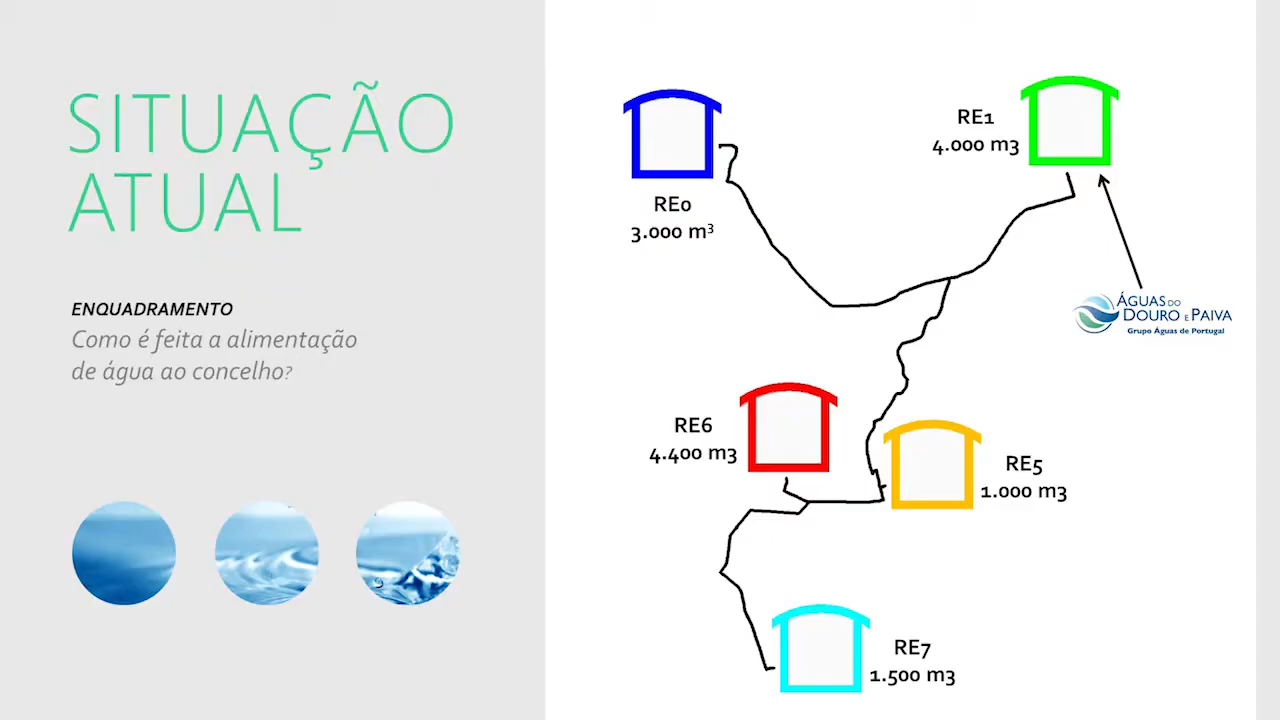 SITUAÇÃO
ATUAL
ENQUADRAMENTO
Como é feita a alimentação
de água ao concelho?
RE0
3.000 m³
RE1
4.000 m3
ÁGUAS DO
DOURO E PAIVA
Grupo Águas de Portugal
RE6
4.400 m3
RE5
1.000 m3
RE7
1.500 m3